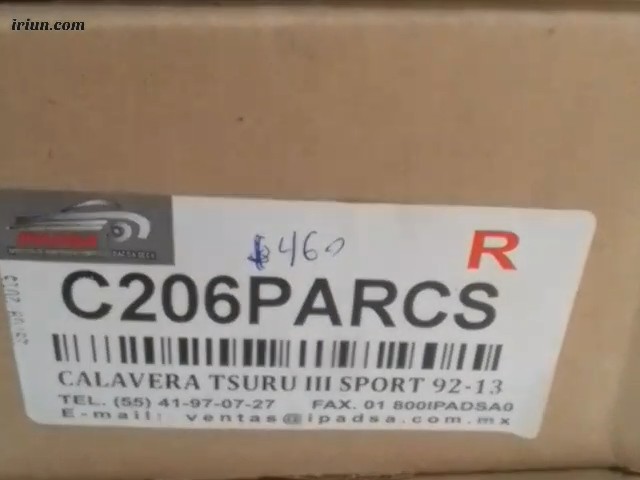 iriun.com
$460
R
C206PARCS
CALAVERA TSURU III SPORT 92-13
TEL. (55) 41-97-07-27 FAX. 01 800IPADSA0
E-mail: ventas@ipadsa.com.mx